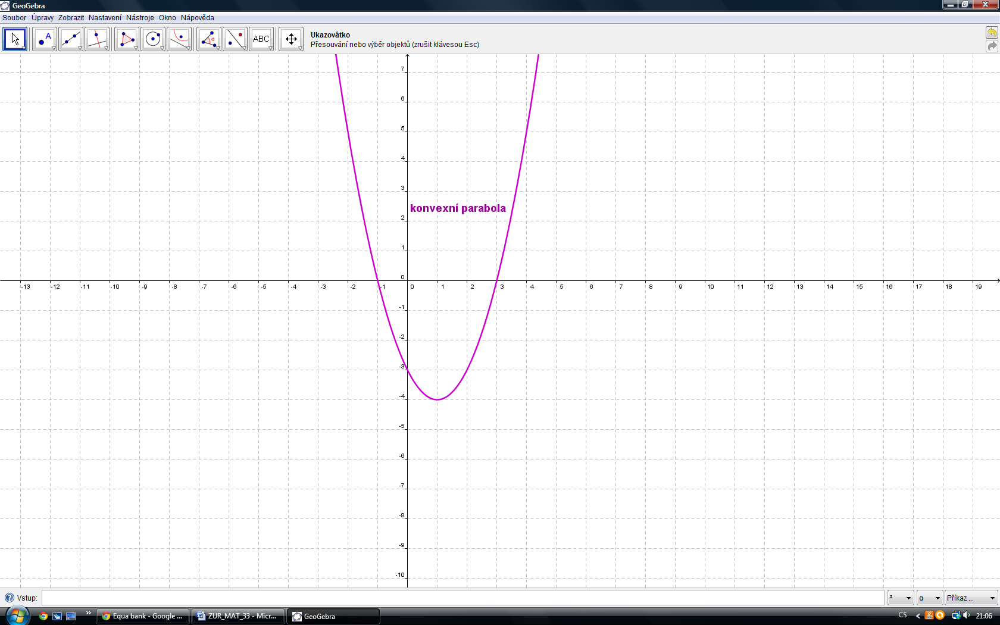 GeoGebra
Soubor Úpravy Zobrazit Nastavení Nástroje Okno Nápověda
A
α
ABC
Ukazovátko
Přesouvání nebo výběr objektů (zrušit klávesou Esc)
7
6
5
4
3
konvexní parabola
2
1
0
-13 -12 -11 -10 -9 -8 -7 -6 -5 -4 -3 -2 -1 0 1 2 3 4 5 6 7 8 9 10 11 12 13 14 15 16 17 18 19
-1
-2
-3
-4
-5
-6
-7
-8
-9
-10
Vstup: ² α Příkaz ...
» Equa bank - Google ... ZUR_MAT_33 - Micr... GeoGebra CS < 21:06